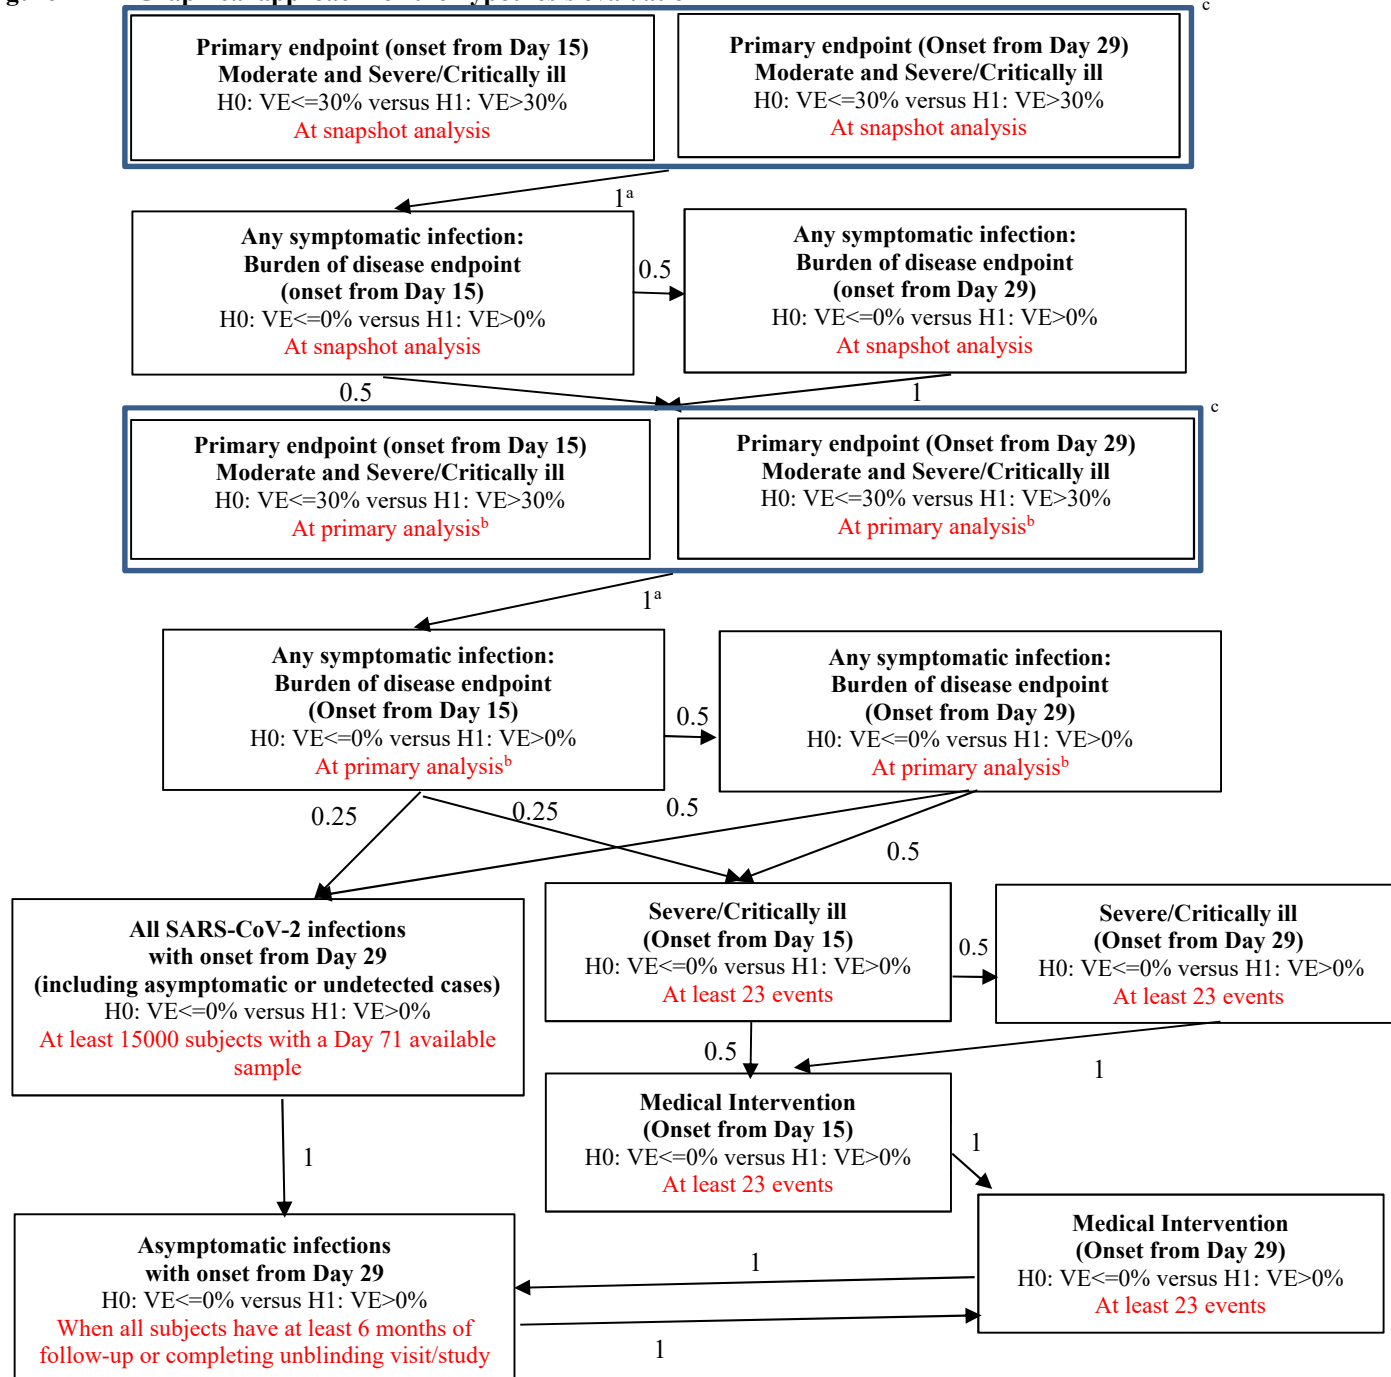 c
Primary endpoint (onset from Day 15)
Moderate and Severe/Critically ill
H0: VE<=30% versus H1: VE>30%
At snapshot analysis
Primary endpoint (Onset from Day 29)
Moderate and Severe/Critically ill
H0: VE<=30% versus H1: VE>30%
At snapshot analysis
1a
Any symptomatic infection:
Burden of disease endpoint
(onset from Day 15)
H0: VE<=0% versus H1: VE>0%
At snapshot analysis
0.5
Any symptomatic infection:
Burden of disease endpoint
(onset from Day 29)
H0: VE<=0% versus H1: VE>0%
At snapshot analysis
0.5
1
c
Primary endpoint (onset from Day 15)
Moderate and Severe/Critically ill
H0: VE<=30% versus H1: VE>30%
At primary analysisb
Primary endpoint (Onset from Day 29)
Moderate and Severe/Critically ill
H0: VE<=30% versus H1: VE>30%
At primary analysisb
1a
Any symptomatic infection:
Burden of disease endpoint
(Onset from Day 15)
H0: VE<=0% versus H1: VE>0%
At primary analysisb
0.5
Any symptomatic infection:
Burden of disease endpoint
(Onset from Day 29)
H0: VE<=0% versus H1: VE>0%
At primary analysisb
0.25
0.25
0.5
0.5
All SARS-CoV-2 infections
with onset from Day 29
(including asymptomatic or undetected cases)
H0: VE<=0% versus H1: VE>0%
At least 15000 subjects with a Day 71 available
sample
Severe/Critically ill
(Onset from Day 15)
H0: VE<=0% versus H1: VE>0%
At least 23 events
0.5
Severe/Critically ill
(Onset from Day 29)
H0: VE<=0% versus H1: VE>0%
At least 23 events
0.5
1
Medical Intervention
(Onset from Day 15)
H0: VE<=0% versus H1: VE>0%
At least 23 events
1
1
Asymptomatic infections
with onset from Day 29
H0: VE<=0% versus H1: VE>0%
When all subjects have at least 6 months of
follow-up or completing unblinding visit/study
1
1
Medical Intervention
(Onset from Day 29)
H0: VE<=0% versus H1: VE>0%
At least 23 events